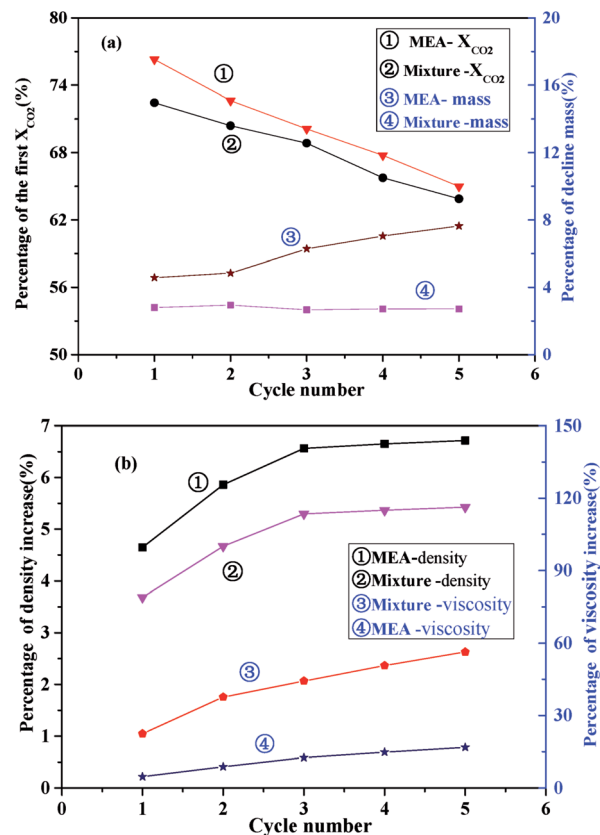 (a)
① MEA- X_CO2
② Mixture -X_CO2
③ MEA- mass
④ Mixture -mass
①
②
③
④
80
74
68
62
56
50
20
16
12
8
4
0
0 1 2 3 4 5 6
Percentage of the first X_CO2(%)
Percentage of decline mass(%)
Cycle number
(b)
①
②
①MEA-density
②Mixture -density
③Mixture -viscosity
④MEA -viscosity
③
④
7
6
5
4
3
2
1
0
150
120
90
60
30
0
0 1 2 3 4 5 6
Percentage of density increase(%)
Percentage of viscosity increase(%)
Cycle number